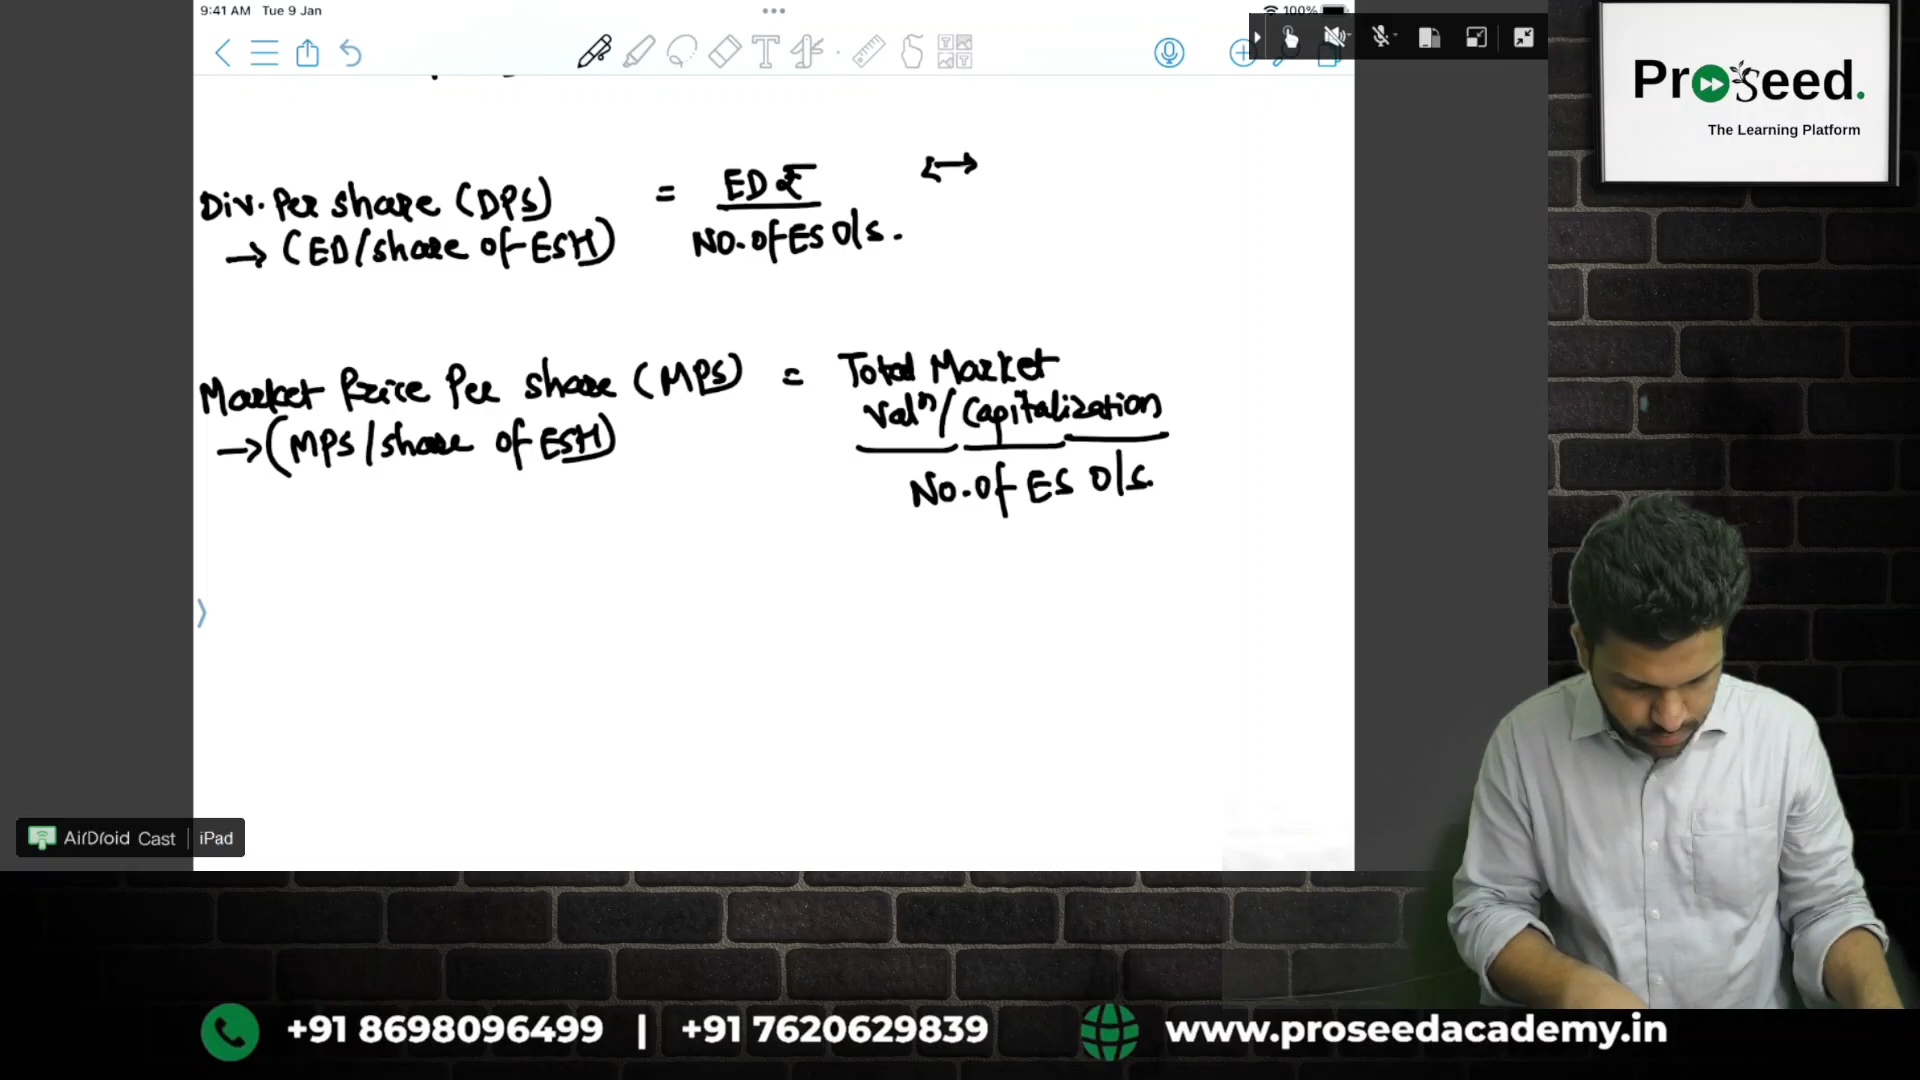 9:41 AM Tue 9 Jan
100%
Proseed.
The Learning Platform
Div. Per share (DPS) = ED ₹
→ (ED/share of ESH) No. of ES O/s.
↔
Market Price Per share (MPS) = Total Market
Valⁿ/Capitalization
→ (MPS/share of ESH)
No. of ES O/s.
AirDroid Cast | iPad
+91 8698096499 | +91 7620629839
www.proseedacademy.in